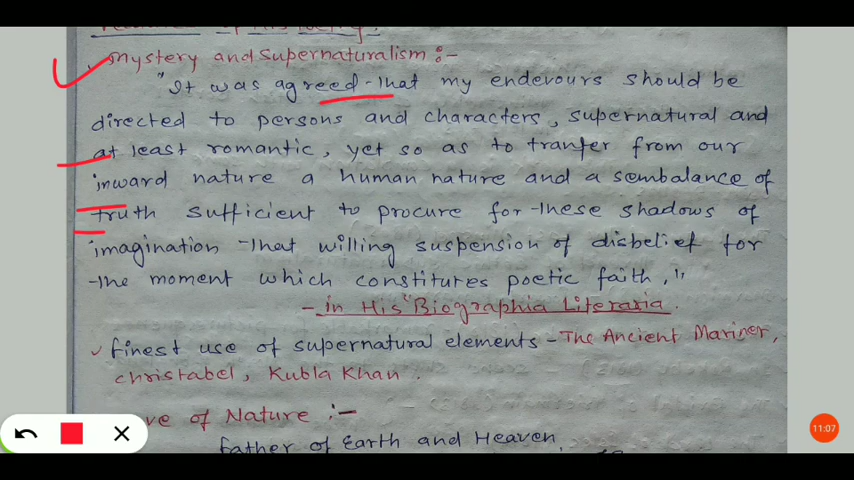 Mystery and Supernaturalism :-
"It was agreed that my endevours should be
directed to persons and characters, supernatural and
at least romantic, yet so as to tranfer from our
inward nature a human nature and a sembalance of
truth sufficient to procure for these shadows of
imagination that willing suspension of disbelief for
the moment which constitutes poetic faith,"
- in His "Biographia Literaria.
Finest use of supernatural elements - The Ancient Mariner,
Christabel, Kubla Khan.
ve of Nature :-
father of Earth and Heaven,
11:07